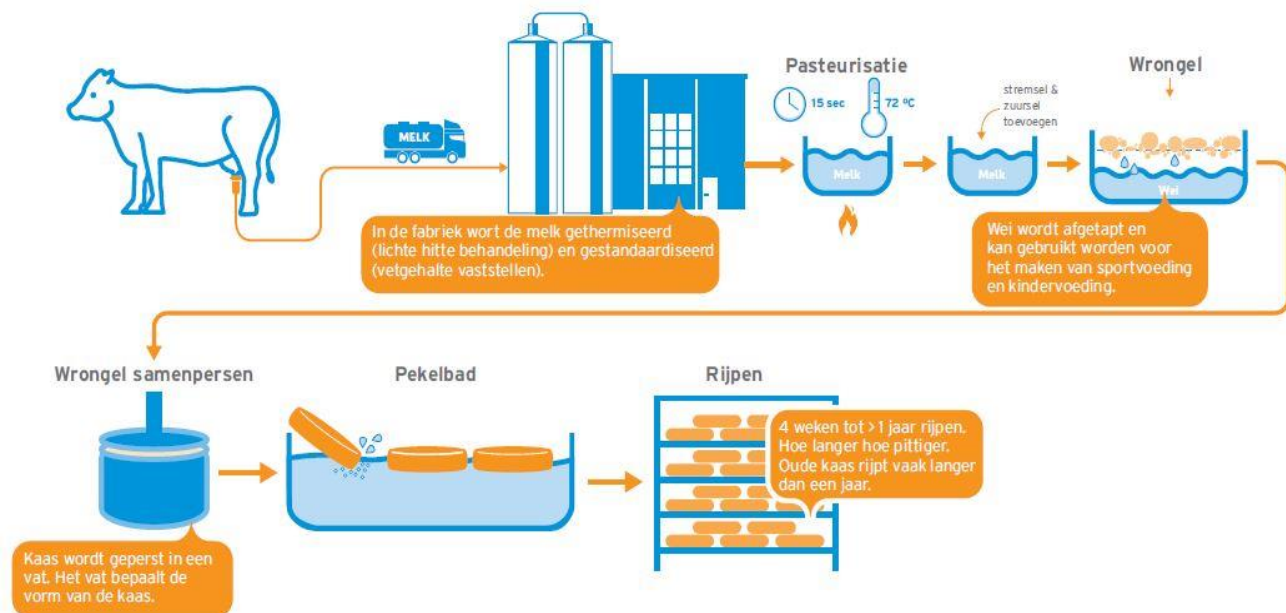 MELK
In de fabriek wort de melk gethermiseerd
(lichte hitte behandeling) en gestandaardiseerd
(vetgehalte vaststellen).
Pasteurisatie
15 sec
72 ºC
Melk
stremsel &
zuursel
toevoegen
Melk
Wrongel
Wei
Wei wordt afgetapt en
kan gebruikt worden voor
het maken van sportvoeding
en kindervoeding.
Wrongel samenpersen
Kaas wordt geperst in een
vat. Het vat bepaalt de
vorm van de kaas.
Pekelbad
Rijpen
4 weken tot >1 jaar rijpen.
Hoe langer hoe pittiger.
Oude kaas rijpt vaak langer
dan een jaar.